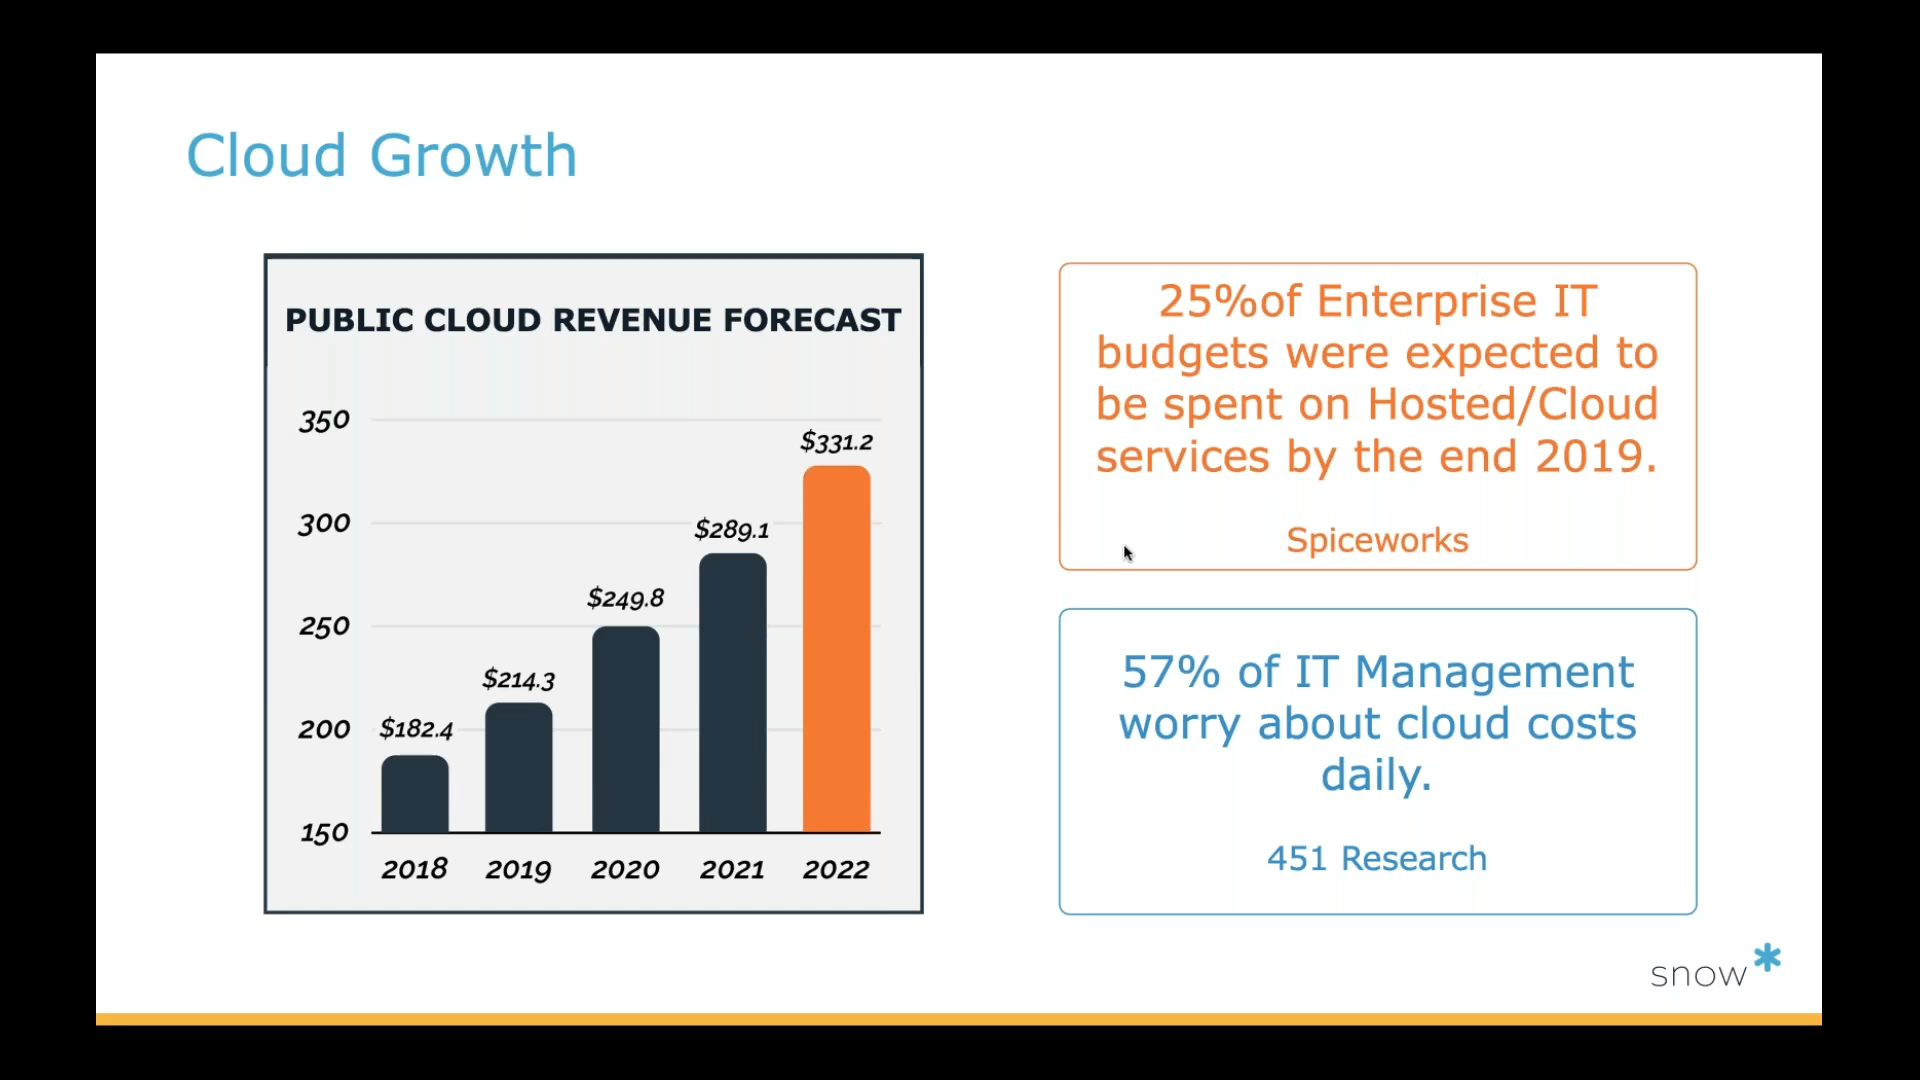 Cloud Growth
PUBLIC CLOUD REVENUE FORECAST
350
300
250
200
150
$182.4
$214.3
$249.8
$289.1
$331.2
2018 2019 2020 2021 2022
25%of Enterprise IT
budgets were expected to
be spent on Hosted/Cloud
services by the end 2019.
Spiceworks
57% of IT Management
worry about cloud costs
daily.
451 Research
snow